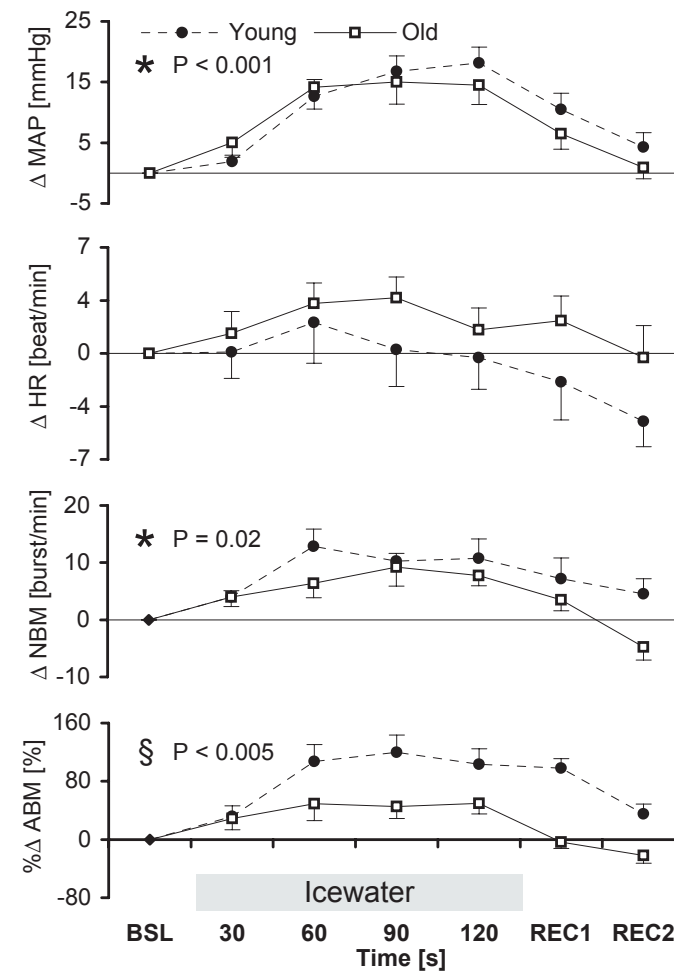 25
15
5
-5
Δ MAP [mmHg]
Young Old
* P < 0.001
7
4
0
-4
-7
Δ HR [beat/min]
20
10
0
-10
Δ NBM [burst/min]
* P = 0.02
160
80
0
-80
%Δ ABM [%]
§ P < 0.005
Icewater
BSL 30 60 90 120 REC1 REC2
Time [s]